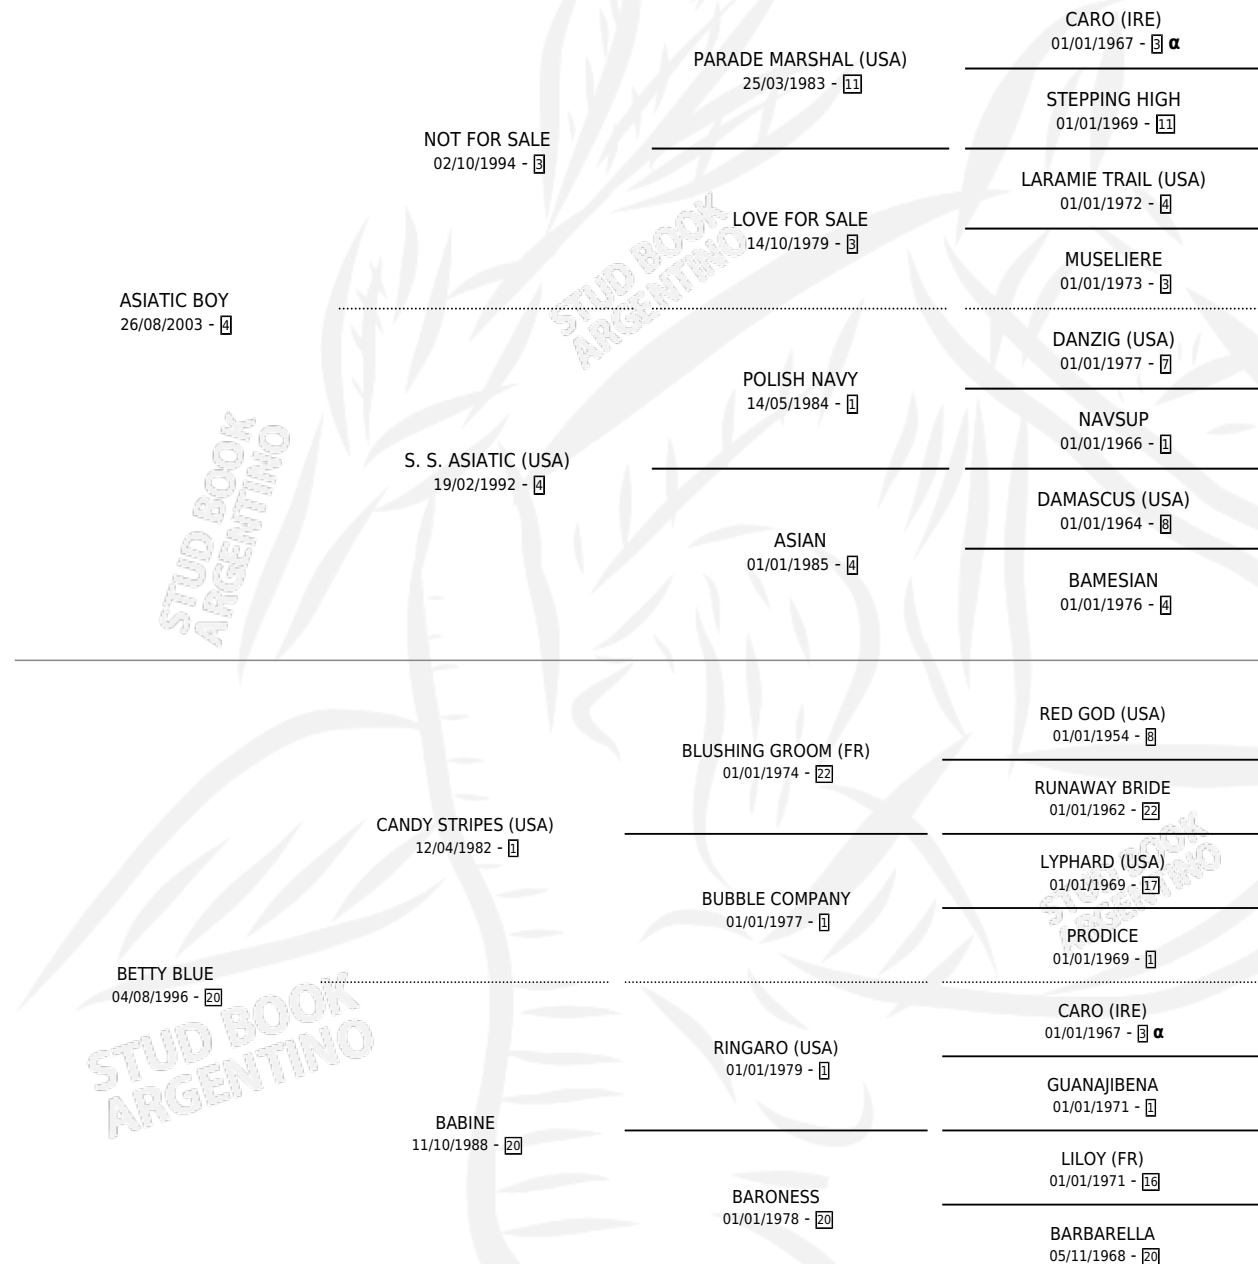 CARO (IRE)
01/01/1967 - 3 α
PARADE MARSHAL (USA)
25/03/1983 - 11
STEPPING HIGH
01/01/1969 - 11
NOT FOR SALE
02/10/1994 - 3
LARAMIE TRAIL (USA)
01/01/1972 - 4
LOVE FOR SALE
14/10/1979 - 3
MUSELIERE
01/01/1973 - 3
ASIATIC BOY
26/08/2003 - 4
DANZIG (USA)
01/01/1977 - 7
POLISH NAVY
14/05/1984 - 1
NAVSUP
01/01/1966 - 1
S. S. ASIATIC (USA)
19/02/1992 - 4
DAMASCUS (USA)
01/01/1964 - 8
ASIAN
01/01/1985 - 4
BAMESIAN
01/01/1976 - 4
RED GOD (USA)
01/01/1954 - 8
BLUSHING GROOM (FR)
01/01/1974 - 22
RUNAWAY BRIDE
01/01/1962 - 22
CANDY STRIPES (USA)
12/04/1982 - 1
LYPHARD (USA)
01/01/1969 - 17
BUBBLE COMPANY
01/01/1977 - 1
PRODICE
01/01/1969 - 1
BETTY BLUE
04/08/1996 - 20
CARO (IRE)
01/01/1967 - 3 α
RINGARO (USA)
01/01/1979 - 1
GUANAJIBENA
01/01/1971 - 1
BABINE
11/10/1988 - 20
LILOY (FR)
01/01/1971 - 16
BARONESS
01/01/1978 - 20
BARBARELLA
05/11/1968 - 20
STUD BOOK
ARGENTINO
STUD BOOK
ARGENTINO
STUD BOOK
ARGENTINO
STUD BOOK
ARGENTINO